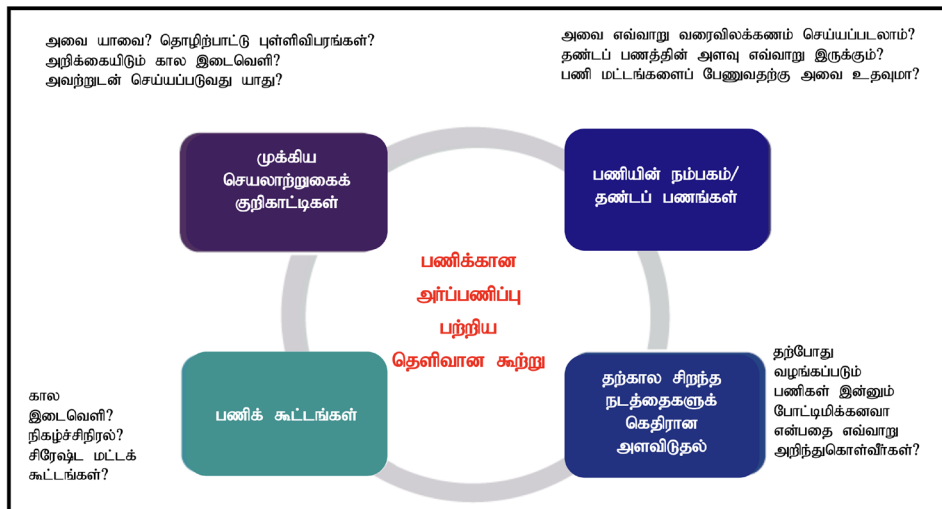 அவை யாவை? தொழிற்பாட்டு புள்ளிவிபரங்கள்?
அறிக்கையிடும் கால இடைவெளி?
அவற்றுடன் செய்யப்படுவது யாது?
அவை எவ்வாறு வரைவிலக்கணம் செய்யப்படலாம்?
தண்டப் பணத்தின் அளவு எவ்வாறு இருக்கும்?
பணி மட்டங்களைப் பேணுவதற்கு அவை உதவுமா?
முக்கிய
செயலாற்றுகைக்
குறிகாட்டிகள்
பணியின் நம்பகம்/
தண்டப் பணங்கள்
பணிக்கான
அர்ப்பணிப்பு
பற்றிய
தெளிவான கூற்று
பணிக் கூட்டங்கள்
தற்கால சிறந்த
நடத்தைகளுக்
கெதிரான
அளவிடுதல்
கால
இடைவெளி?
நிகழ்ச்சிநிரல்?
சிரேஷ்ட மட்டக்
கூட்டங்கள்?
தற்போது
வழங்கப்படும்
பணிகள் இன்னும்
போட்டிமிக்கனவா
என்பதை எவ்வாறு
அறிந்துகொள்வீர்கள்?